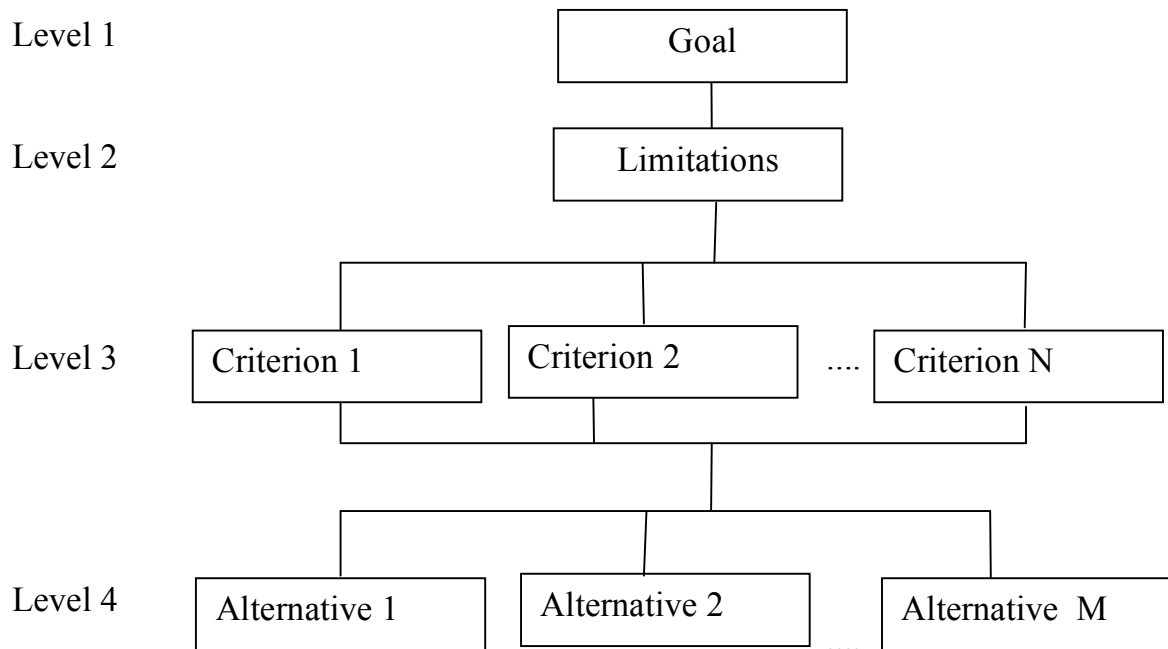 Level 1
Goal
Level 2
Limitations
Level 3
Criterion 1
Criterion 2
....
Criterion N
Level 4
Alternative 1
Alternative 2
....
Alternative M